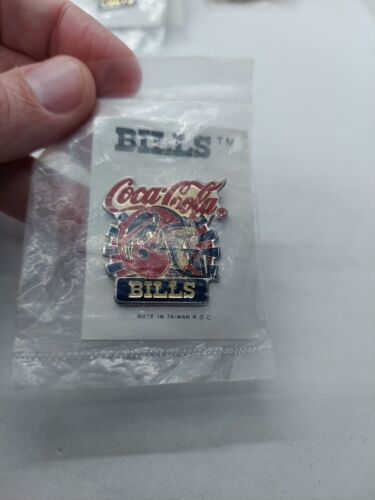 BILLS™
Coca-Cola®
BILLS
MADE IN TAIWAN R.O.C.